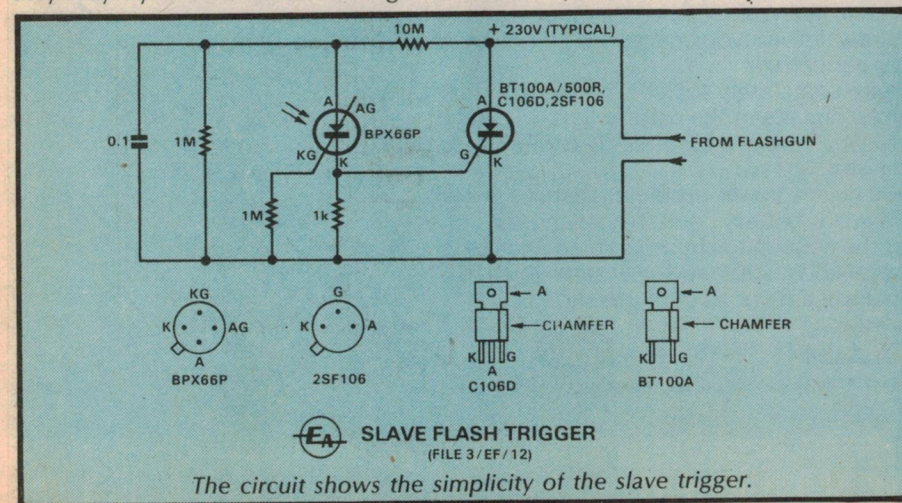 10M
+ 230V (TYPICAL)
A
AG
BPX66P
KG
K
BT100A/500R,
C106D,2SF106
A
G
K
FROM FLASHGUN
0.1
1M
1M
1k
KG
K
AG
A
BPX66P
G
K
A
2SF106
A
CHAMFER
K
G
A
C106D
A
CHAMFER
K
G
BT100A
EA SLAVE FLASH TRIGGER
(FILE 3/EF/12)
The circuit shows the simplicity of the slave trigger.